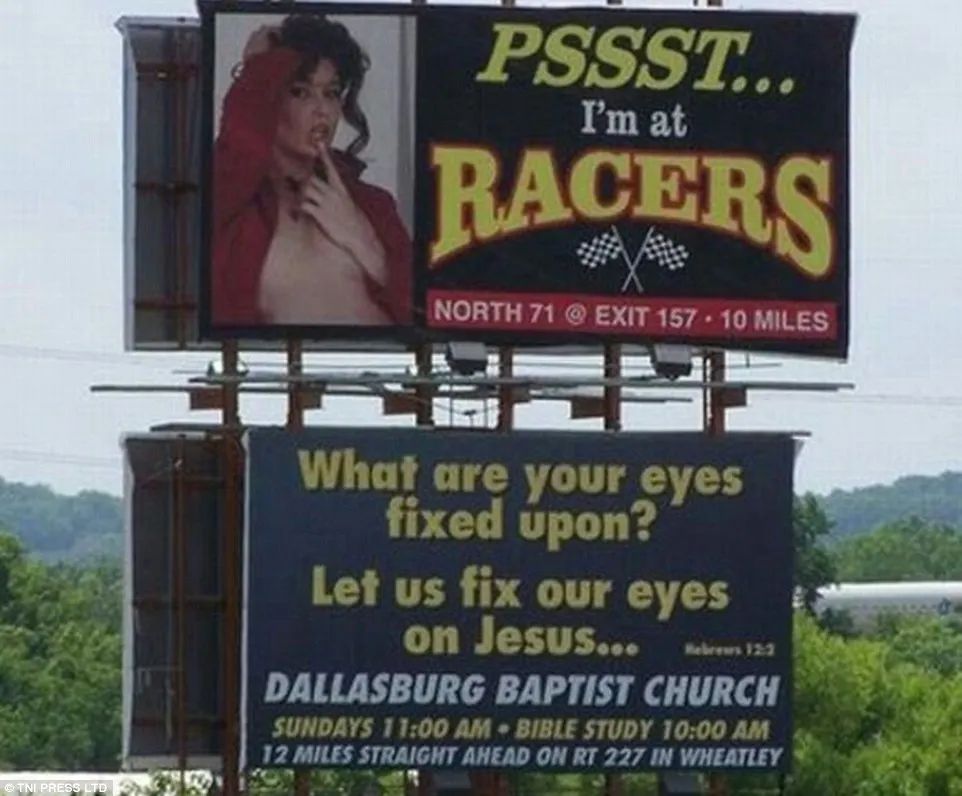 PSSST...
I'm at
RACERS
NORTH 71 @ EXIT 157 • 10 MILES
What are your eyes
fixed upon?
Let us fix our eyes
on Jesus... Hebrews 12:2
DALLASBURG BAPTIST CHURCH
SUNDAYS 11:00 AM • BIBLE STUDY 10:00 AM
12 MILES STRAIGHT AHEAD ON RT 227 IN WHEATLEY
© TNI PRESS LTD